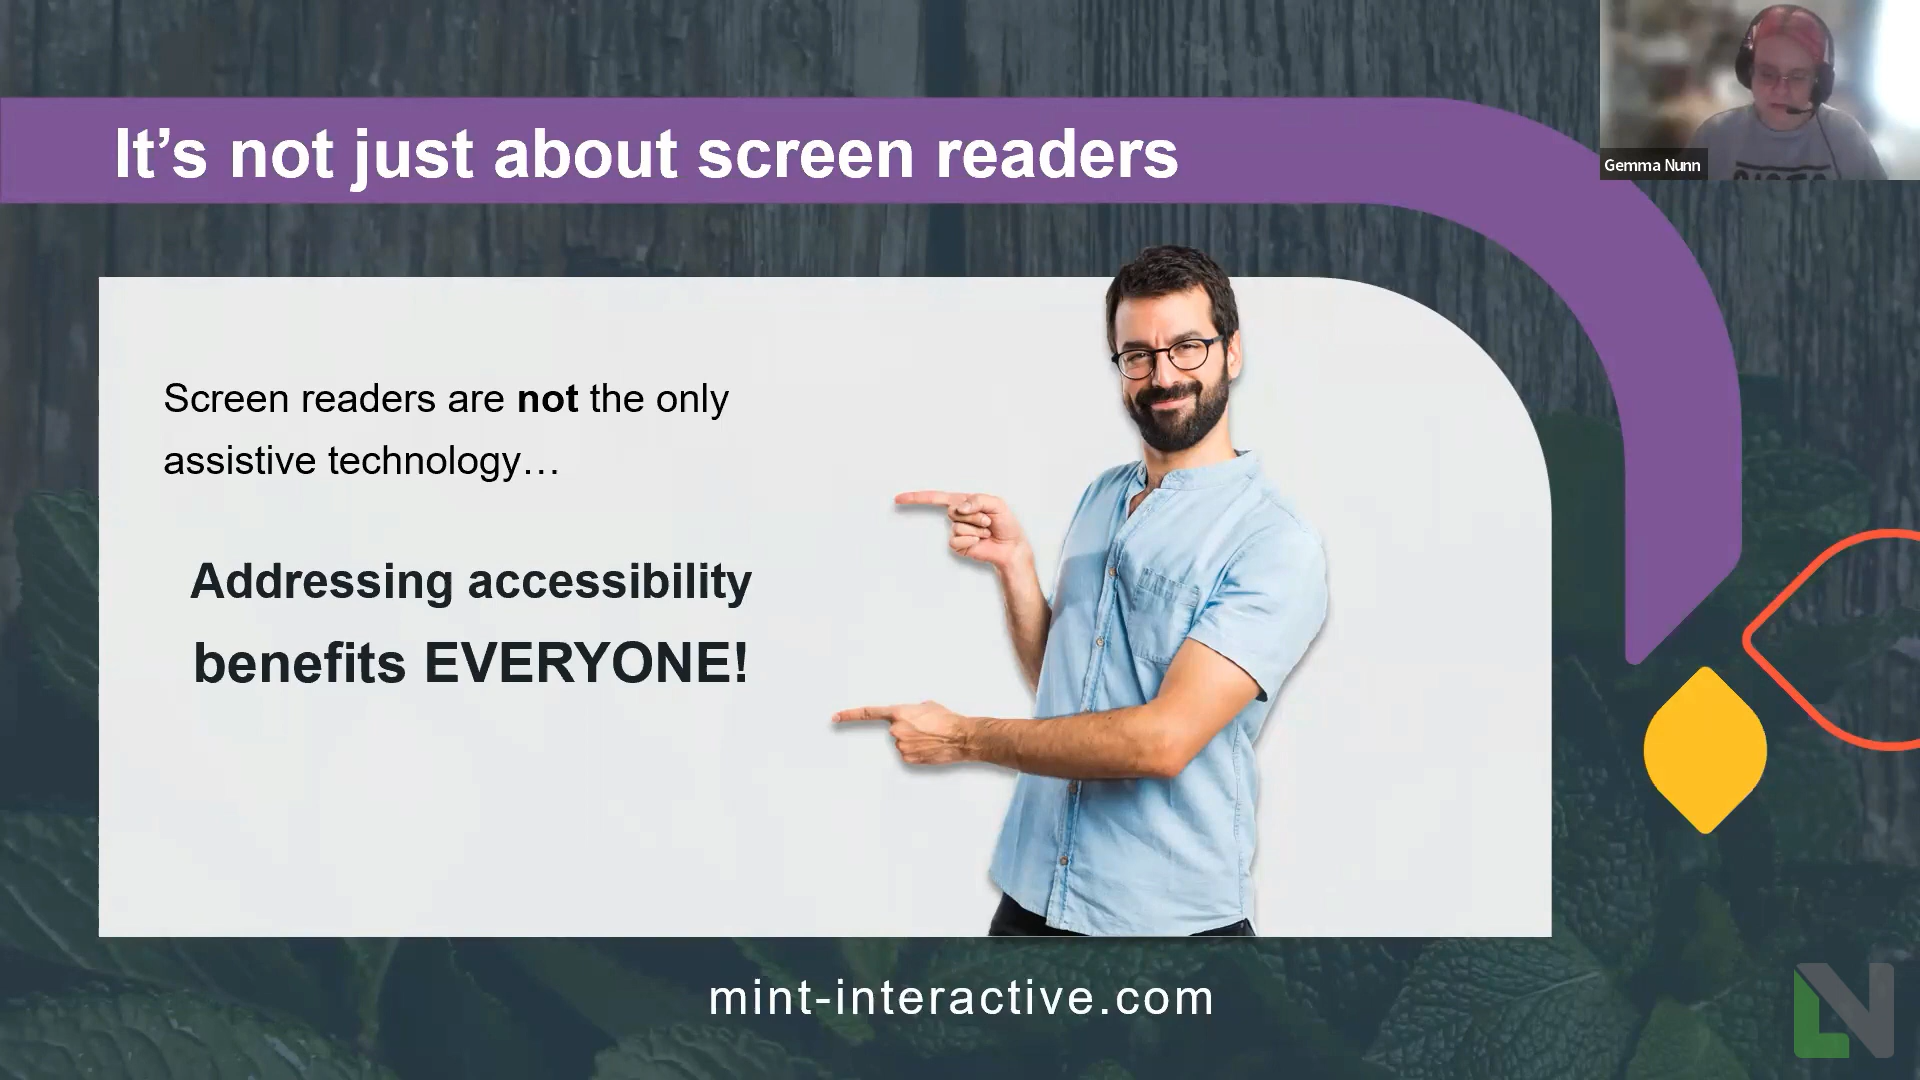 It’s not just about screen readers
Gemma Nunn
Screen readers are not the only
assistive technology…
Addressing accessibility
benefits EVERYONE!
mint-interactive.com
LN